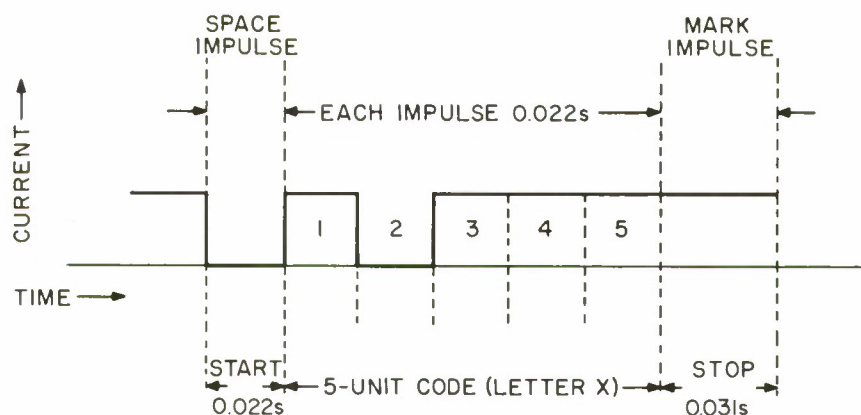 SPACE
IMPULSE
MARK
IMPULSE
EACH IMPULSE 0.022s
CURRENT
1 2 3 4 5
TIME
START
0.022s
5-UNIT CODE (LETTER X)
STOP
0.031s